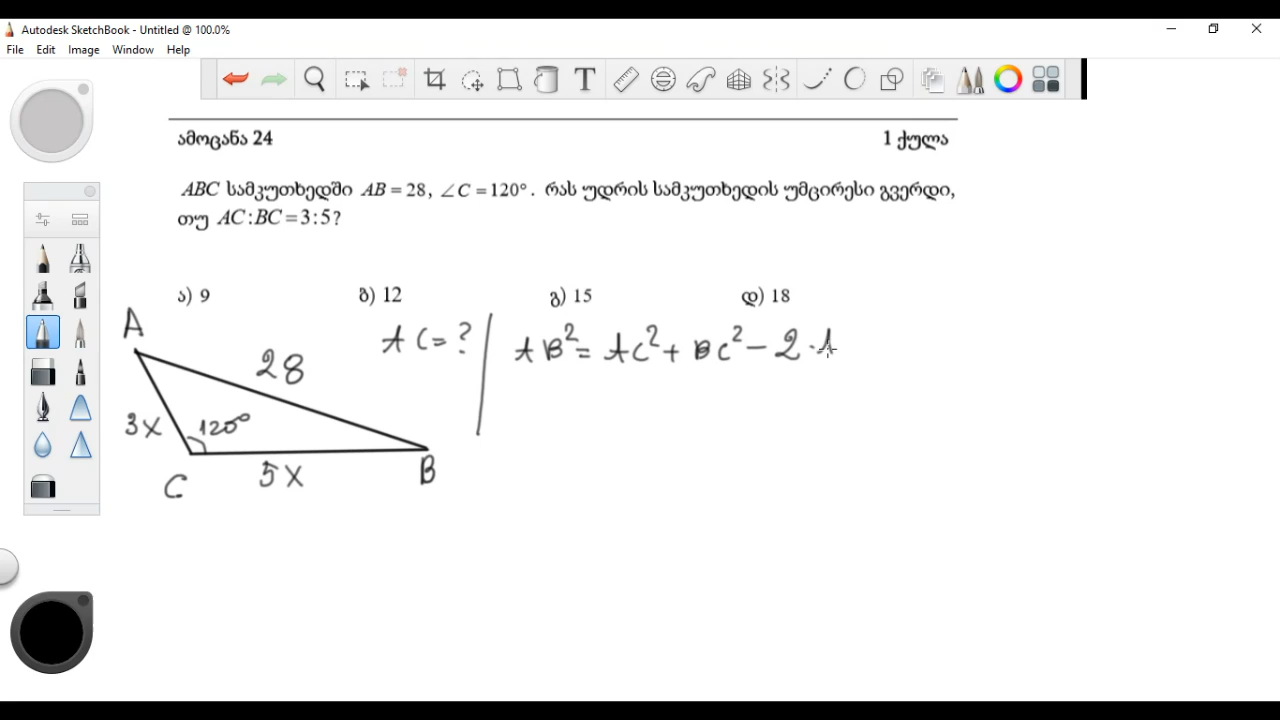 Autodesk SketchBook - Untitled @ 100.0%
File Edit Image Window Help
ამოცანა 24 1 ქულა
ABC სამკუთხედში AB = 28, ∠C = 120°. რას უდრის სამკუთხედის უმცირესი გვერდი,
თუ AC : BC = 3 : 5?
ა) 9 ბ) 12 გ) 15 დ) 18
A
AC = ? AB² = AC² + BC² - 2 · A
28
3x 120°
C 5x B